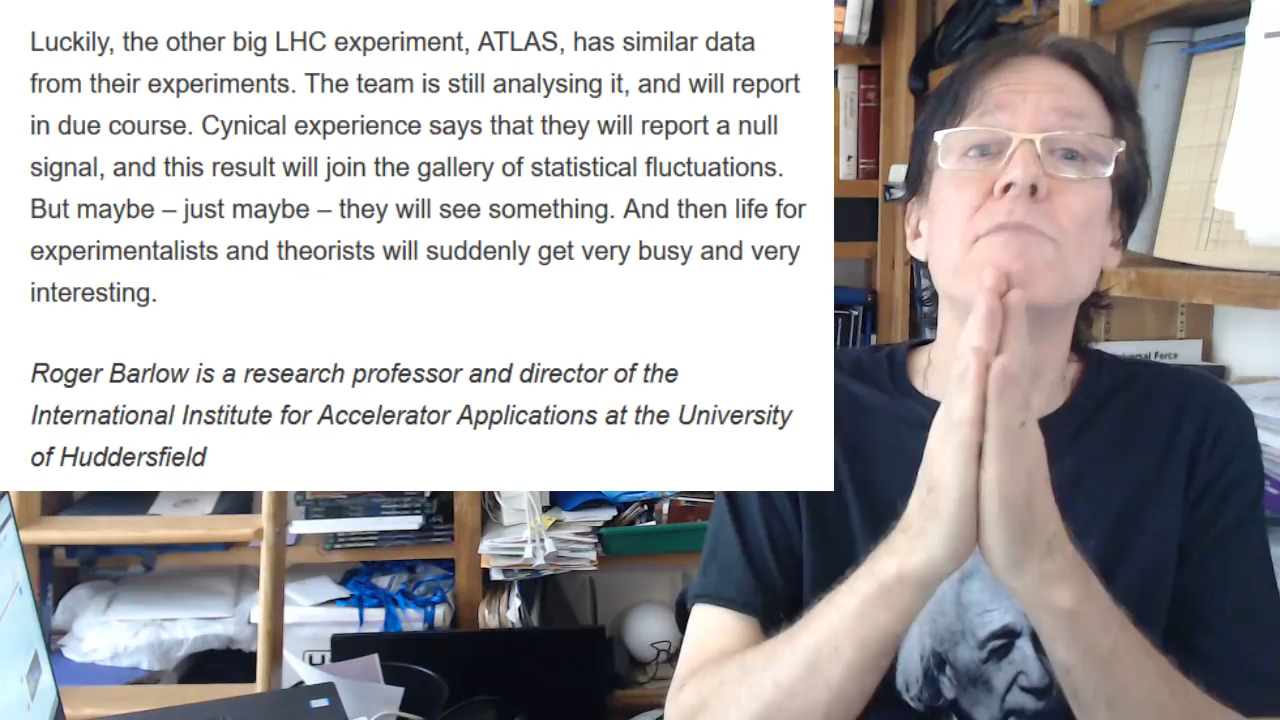 Luckily, the other big LHC experiment, ATLAS, has similar data
from their experiments. The team is still analysing it, and will report
in due course. Cynical experience says that they will report a null
signal, and this result will join the gallery of statistical fluctuations.
But maybe – just maybe – they will see something. And then life for
experimentalists and theorists will suddenly get very busy and very
interesting.
Roger Barlow is a research professor and director of the
International Institute for Accelerator Applications at the University
of Huddersfield
Force